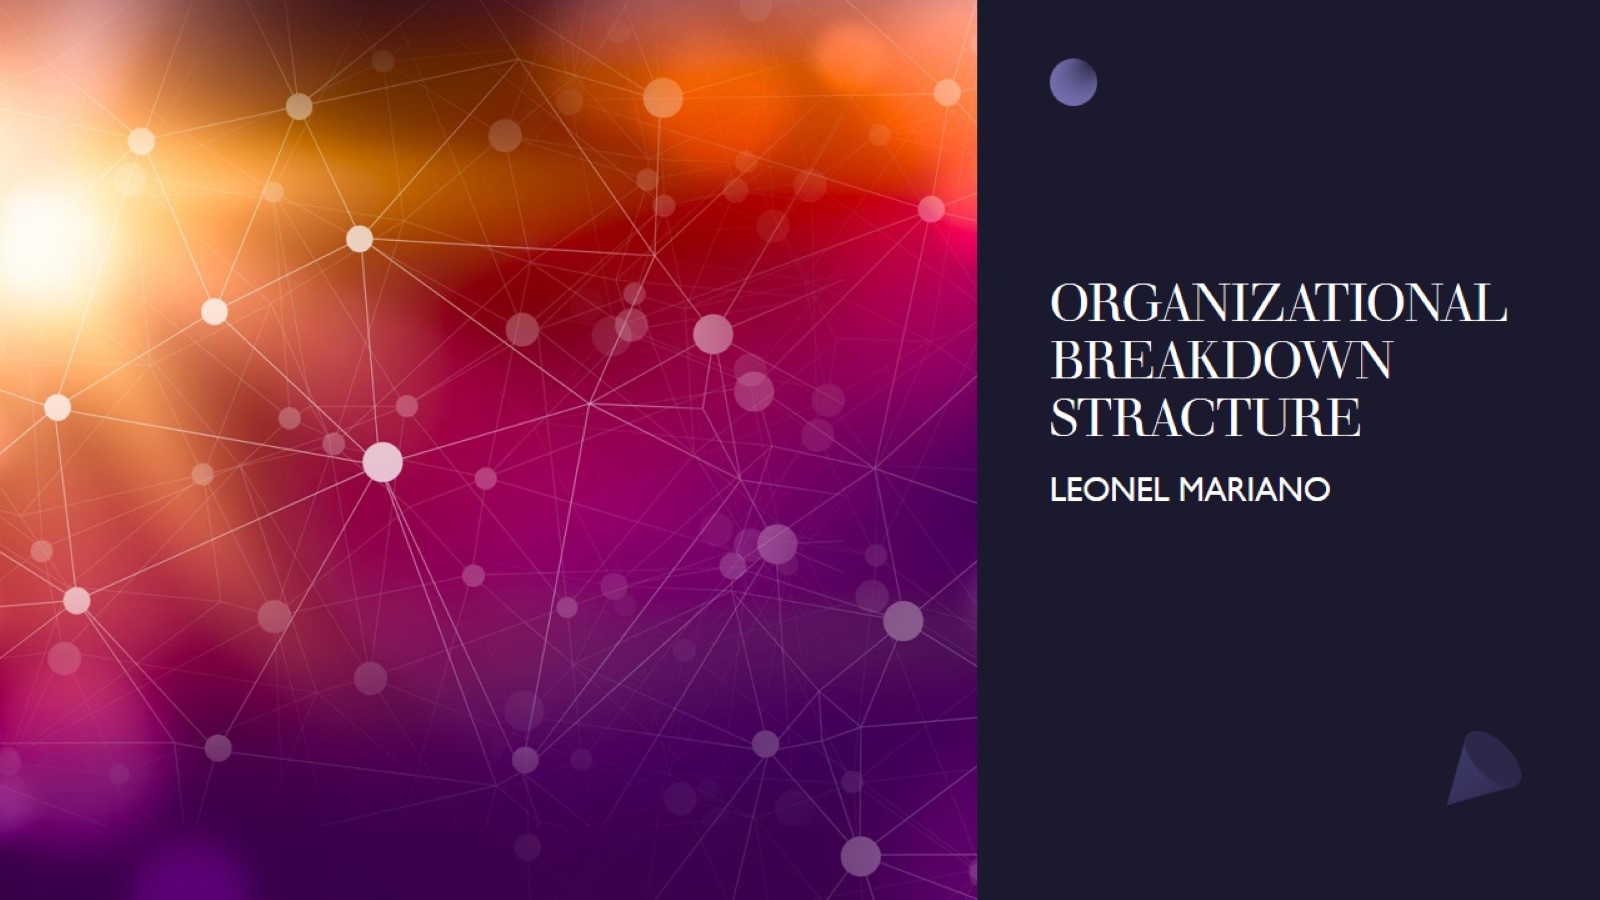 ORGANIZATIONAL
BREAKDOWN
STRACTURE
LEONEL MARIANO